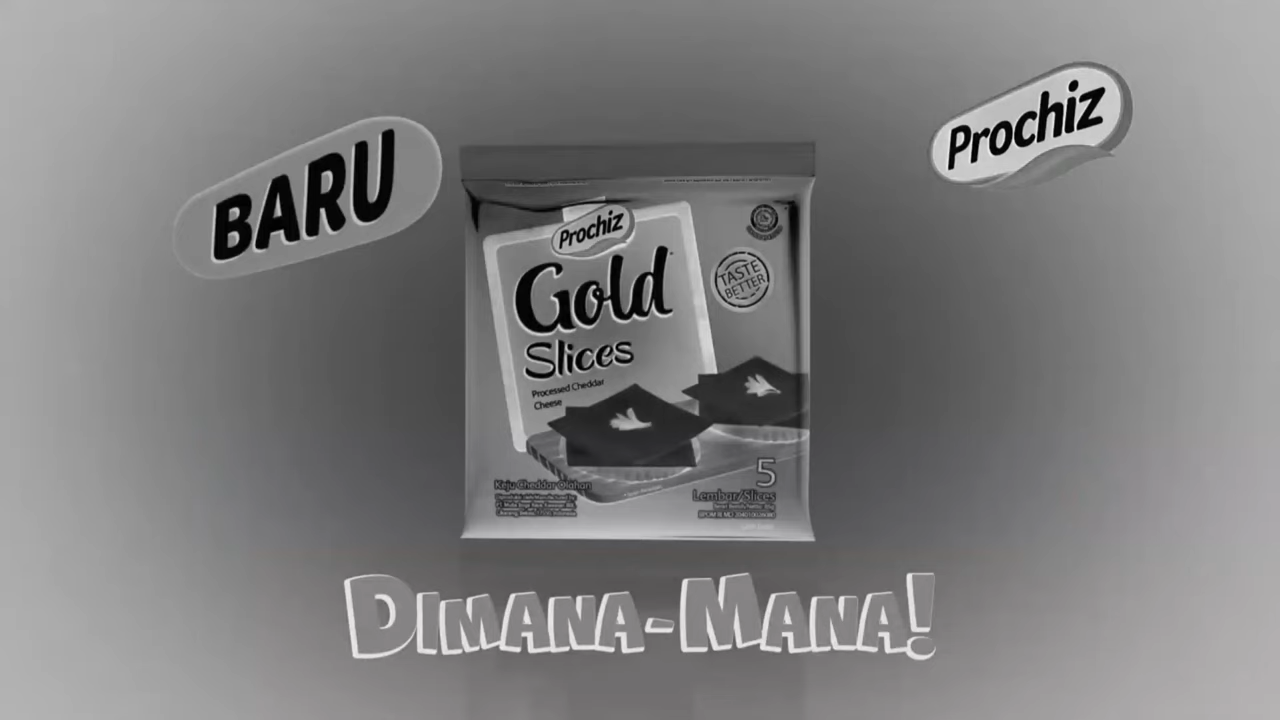 BARU
Prochiz
Prochiz
Gold
Slices
Processed Cheddar
Cheese
TASTE
BETTER
Keju Cheddar Olahan
5
Lembar/Slices
DIMANA-MANA!